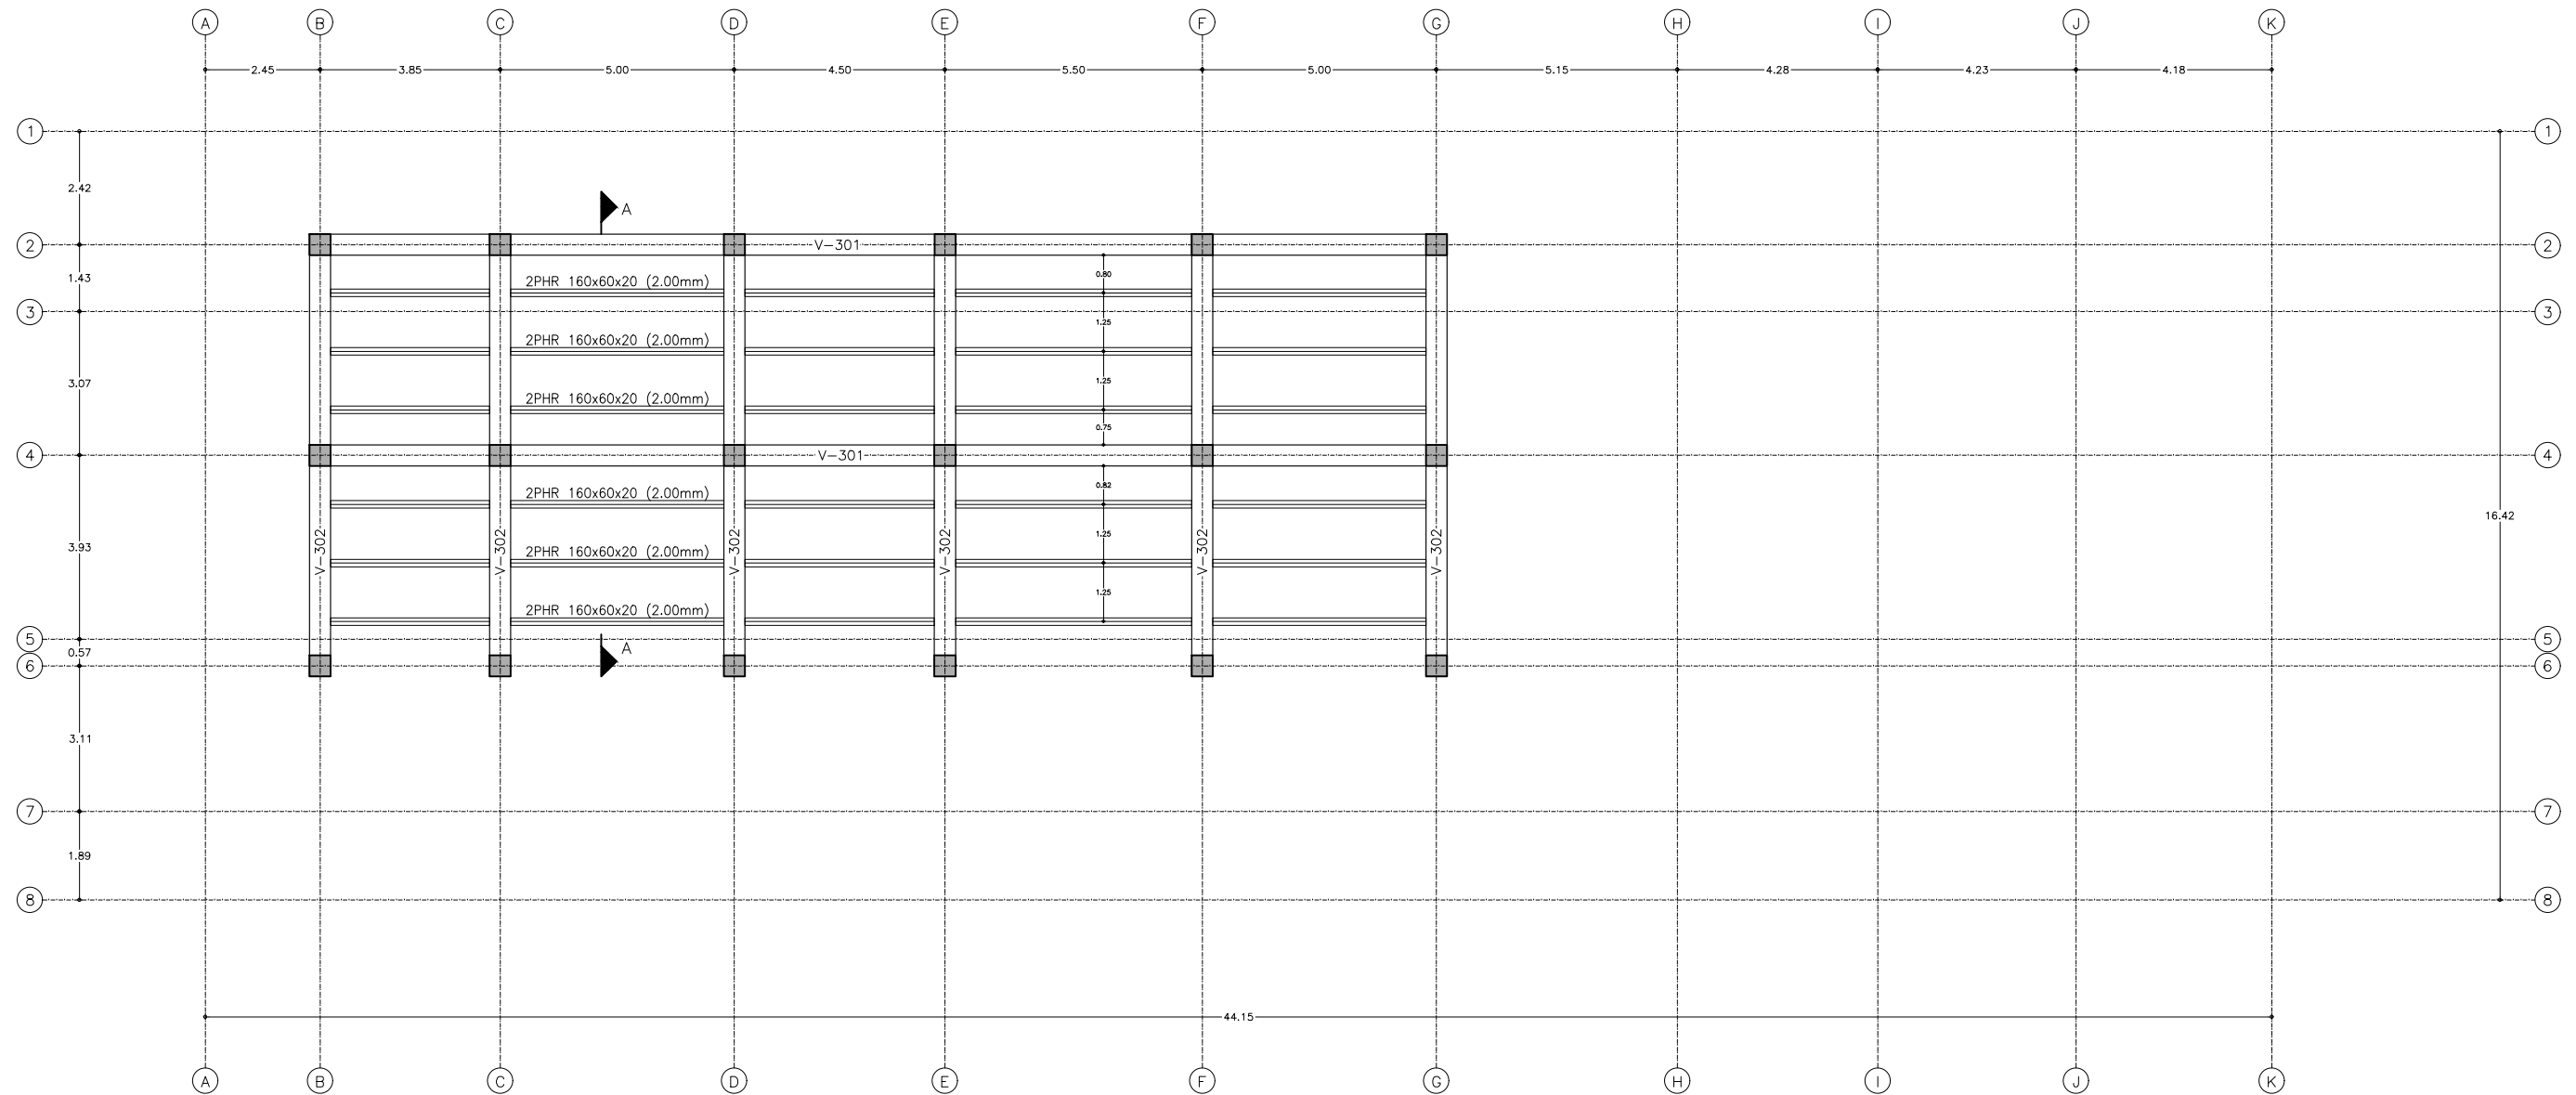 A B C D E F G H I J K
2.45 3.85 5.00 4.50 5.50 5.00 5.15 4.28 4.23 4.18
1 1
2.42
A
2 V-301 2
1.43 0.80
2PHR 160x60x20 (2.00mm)
3 3
1.25
2PHR 160x60x20 (2.00mm)
3.07 1.25
2PHR 160x60x20 (2.00mm)
0.75
4 V-301 4
0.82
2PHR 160x60x20 (2.00mm)
16.42
1.25
3.93
V-302 V-302 V-302 V-302 V-302 V-302
2PHR 160x60x20 (2.00mm)
1.25
2PHR 160x60x20 (2.00mm)
5 5
0.57 A
6 6
3.11
7 7
1.89
8 8
44.15
A B C D E F G H I J K